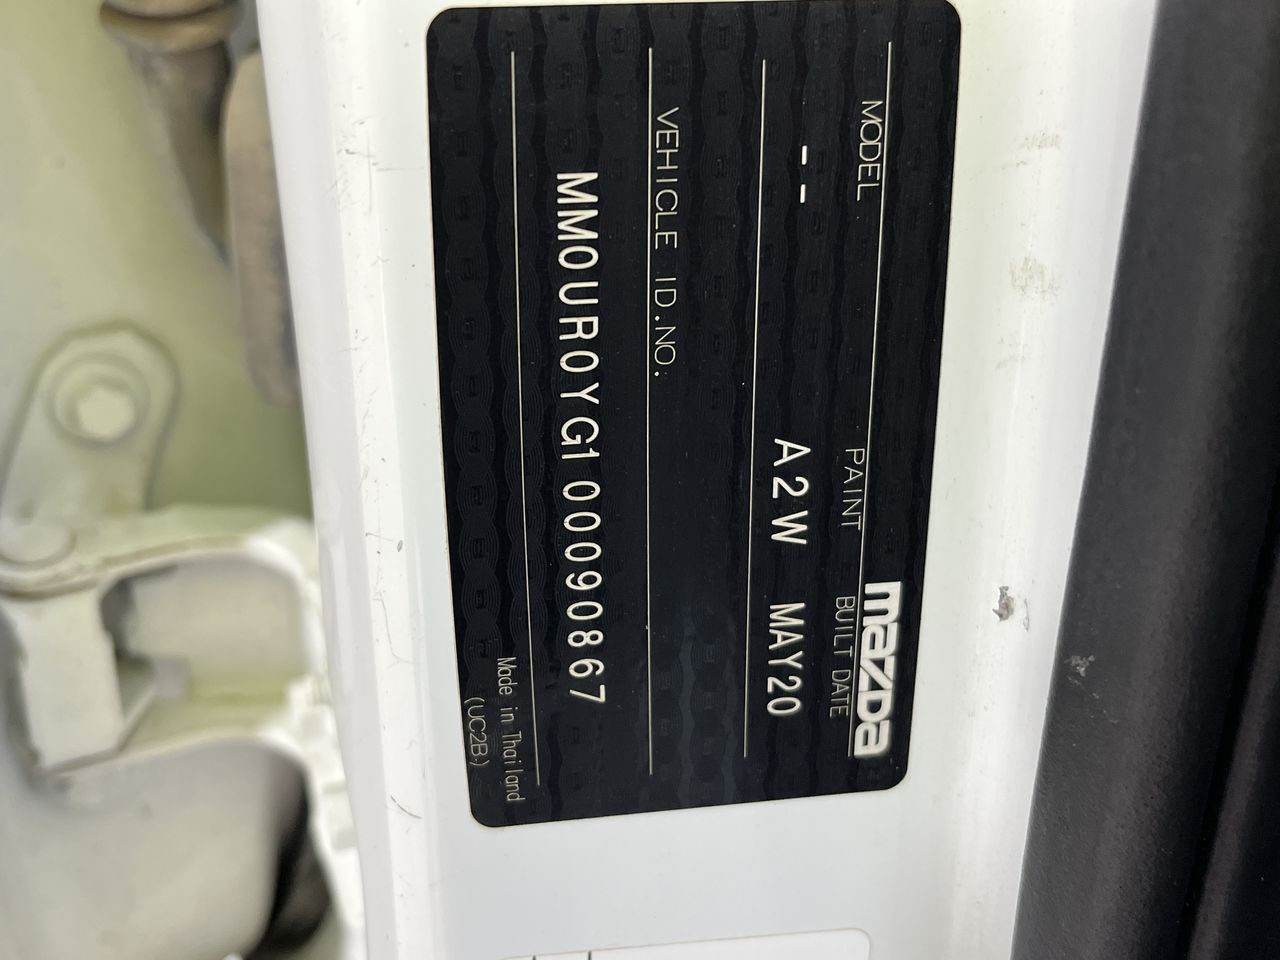 mazda
MODEL PAINT BUILT DATE
-- A2W MAY20
VEHICLE ID.NO.
MM0UR0YG100090867
Made in Thailand
(UC2B:)